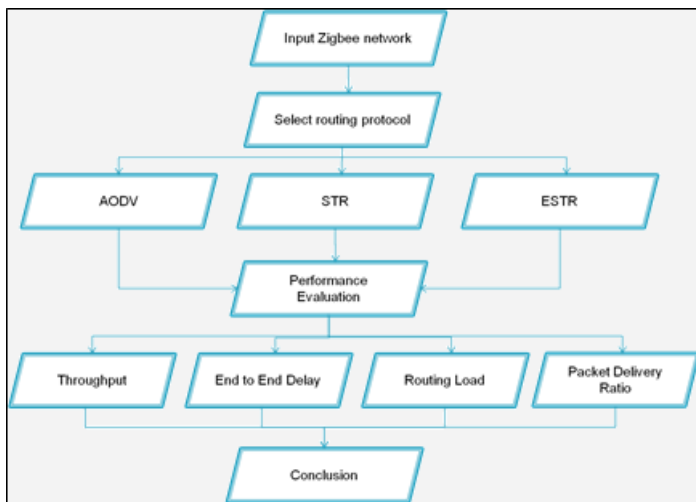 Input Zigbee network
Select routing protocol
AODV
STR
ESTR
Performance
Evaluation
Throughput
End to End Delay
Routing Load
Packet Delivery
Ratio
Conclusion